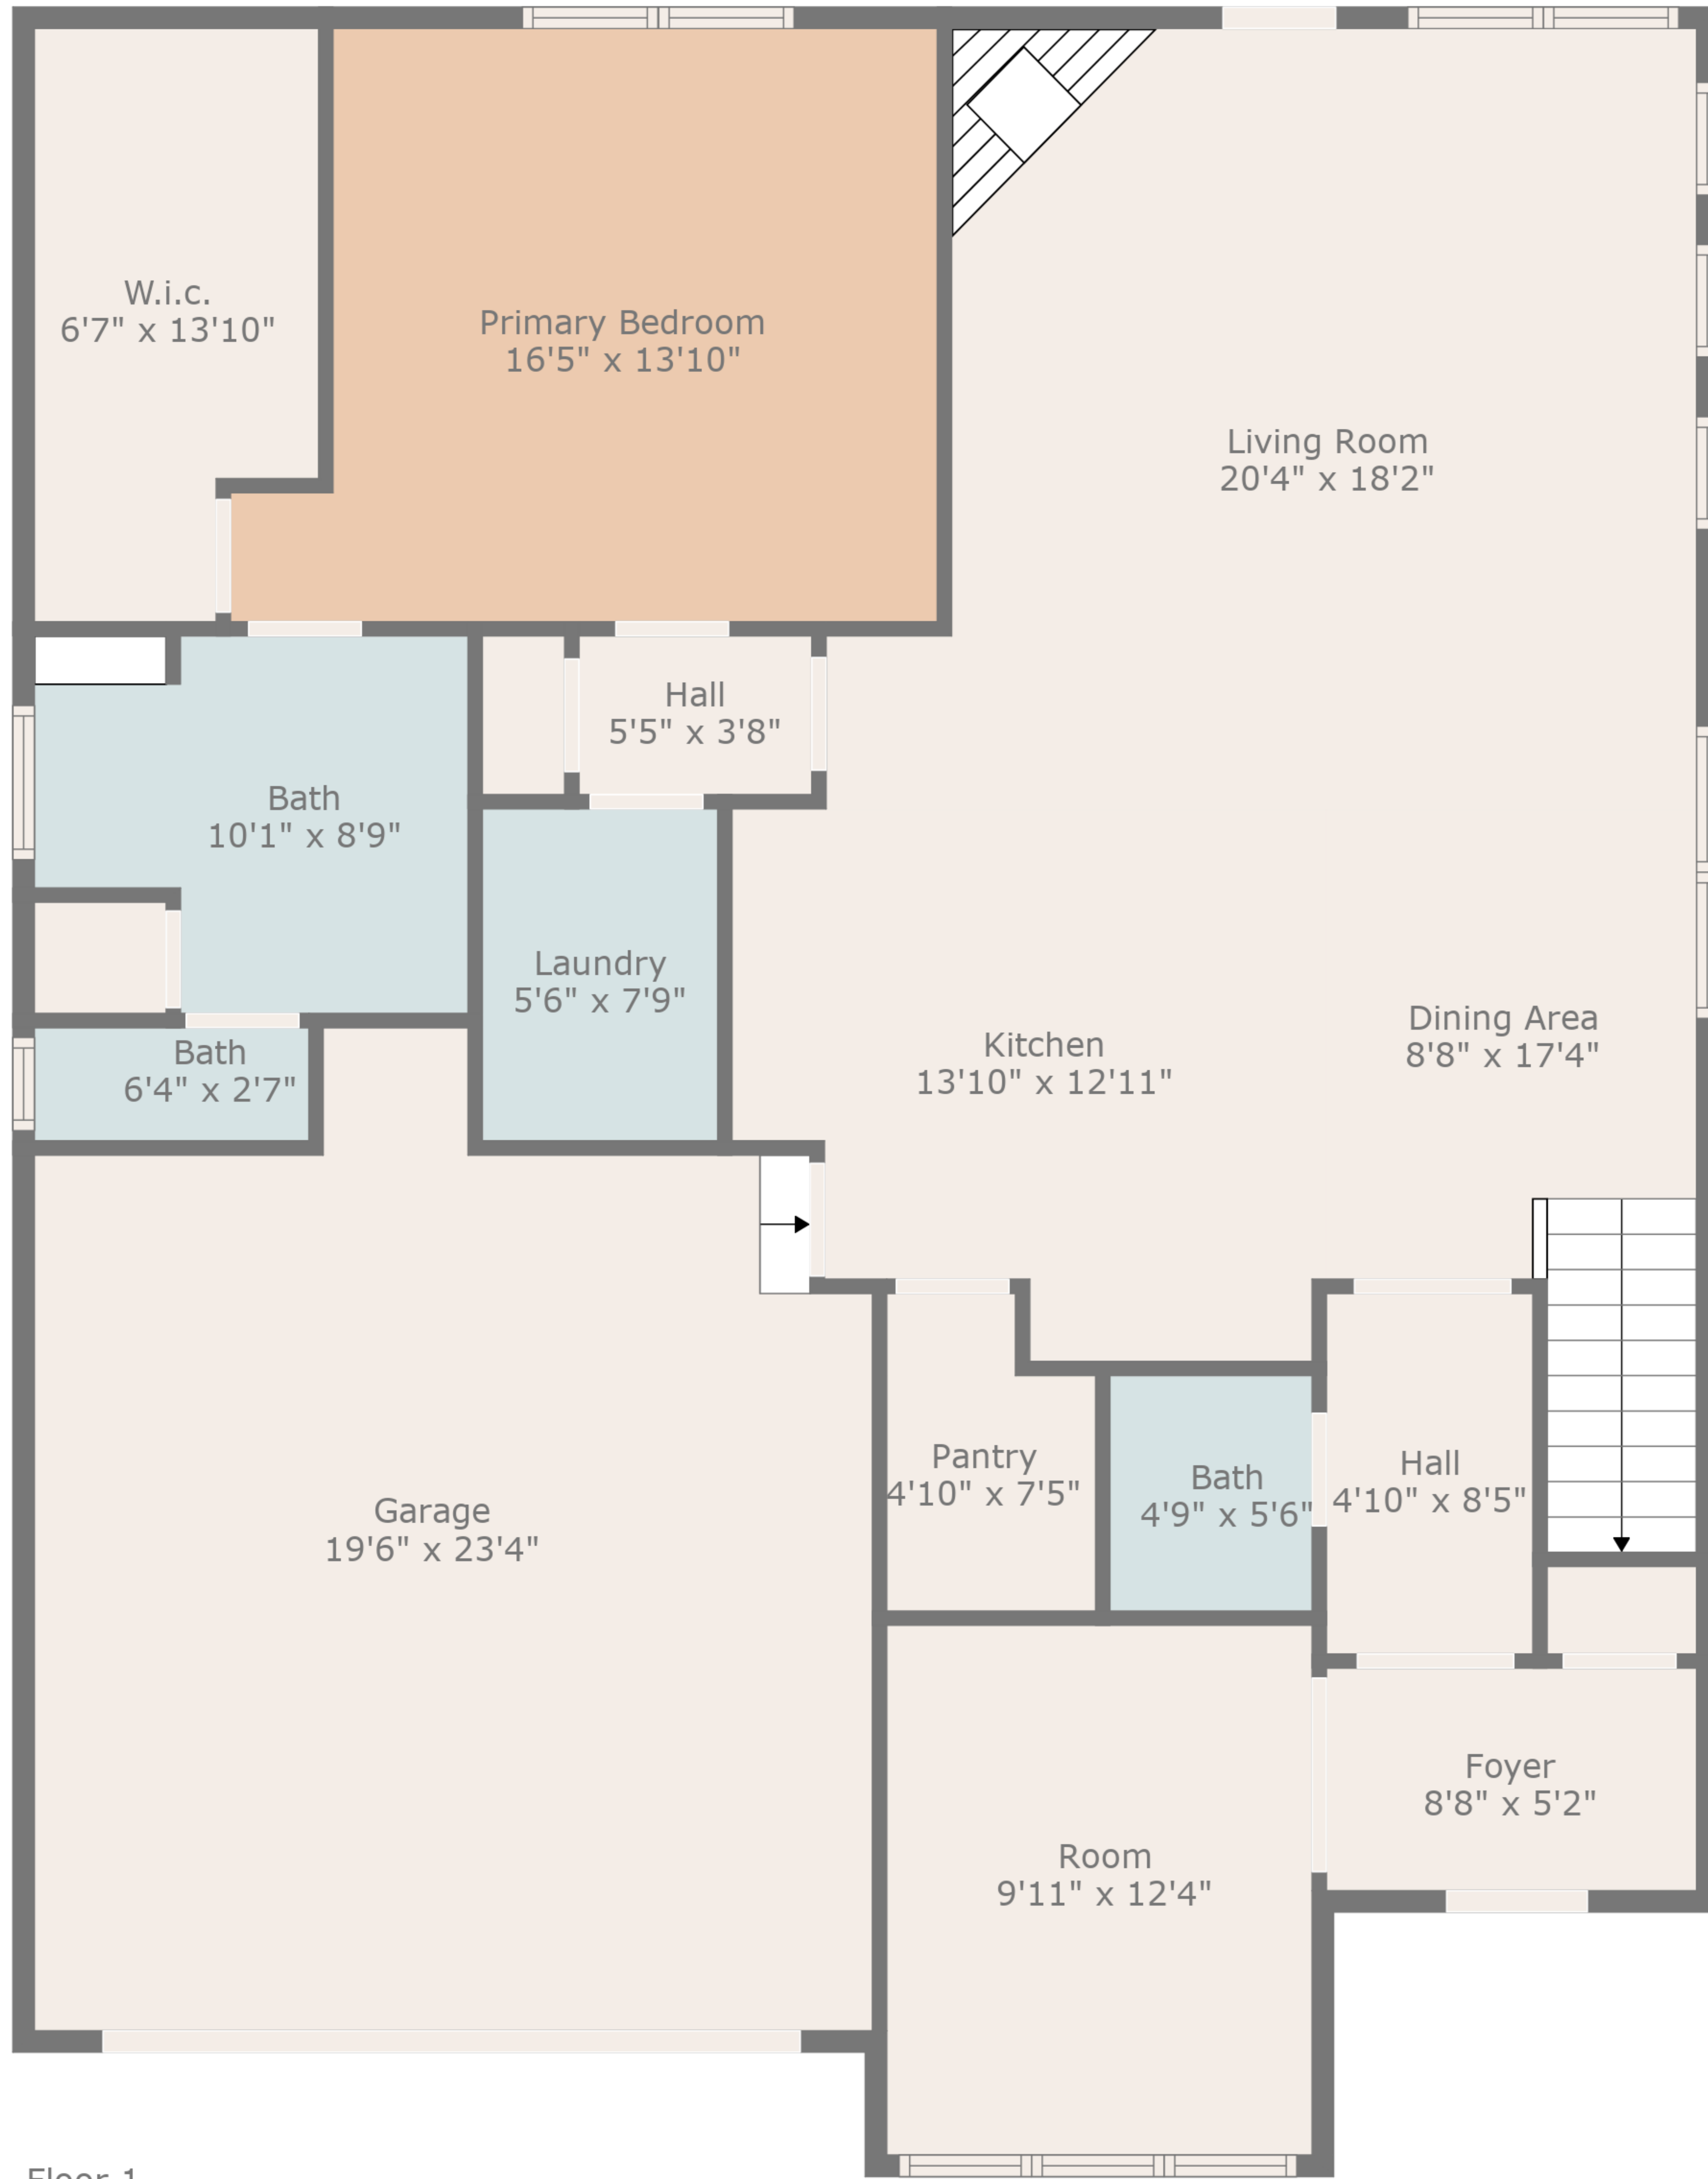 W.i.c.
6'7" x 13'10"
Primary Bedroom
16'5" x 13'10"
Living Room
20'4" x 18'2"
Hall
5'5" x 3'8"
Bath
10'1" x 8'9"
Laundry
5'6" x 7'9"
Kitchen
13'10" x 12'11"
Dining Area
8'8" x 17'4"
Bath
6'4" x 2'7"
Garage
19'6" x 23'4"
Pantry
4'10" x 7'5"
Bath
4'9" x 5'6"
Hall
4'10" x 8'5"
Foyer
8'8" x 5'2"
Room
9'11" x 12'4"
Floor 1